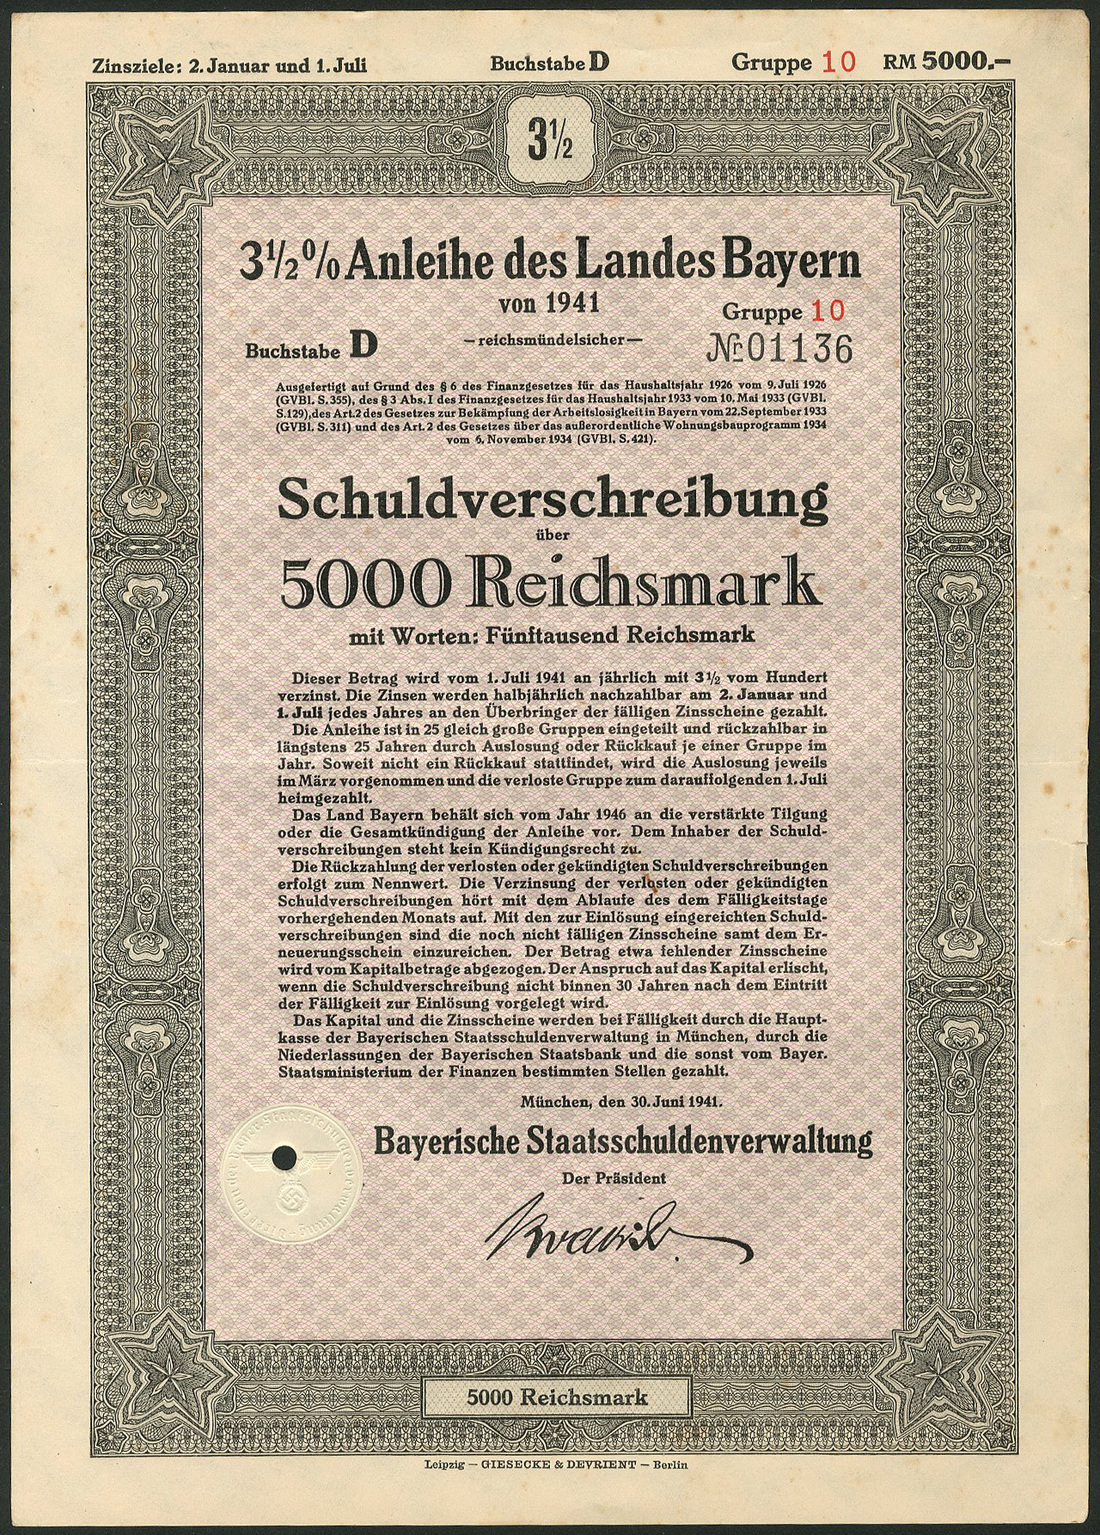 Zinsziele: 2. Januar und 1. Juli Buchstabe D Gruppe 10 RM 5000.–
3½
3½% Anleihe des Landes Bayern
von 1941
Gruppe 10
Buchstabe D – reichsmündelsicher – № 01136
Ausgefertigt auf Grund des § 6 des Finanzgesetzes für das Haushaltsjahr 1926 vom 9. Juli 1926
(GVBl. S. 355), des § 3 Abs. I des Finanzgesetzes für das Haushaltsjahr 1933 vom 10. Mai 1933 (GVBl.
S. 129), des Art. 2 des Gesetzes zur Bekämpfung der Arbeitslosigkeit in Bayern vom 22. September 1933
(GVBl. S. 311) und des Art. 2 des Gesetzes über das außerordentliche Wohnungsbauprogramm 1934
vom 6. November 1934 (GVBl. S. 421).
Schuldverschreibung
über
5000 Reichsmark
mit Worten: Fünftausend Reichsmark
Dieser Betrag wird vom 1. Juli 1941 an jährlich mit 3½ vom Hundert
verzinst. Die Zinsen werden halbjährlich nachzahlbar am 2. Januar und
1. Juli jedes Jahres an den Überbringer der fälligen Zinsscheine gezahlt.
Die Anleihe ist in 25 gleich große Gruppen eingeteilt und rückzahlbar in
längstens 25 Jahren durch Auslosung oder Rückkauf je einer Gruppe im
Jahr. Soweit nicht ein Rückkauf stattfindet, wird die Auslosung jeweils
im März vorgenommen und die verloste Gruppe zum darauffolgenden 1. Juli
heimgezahlt.
Das Land Bayern behält sich vom Jahr 1946 an die verstärkte Tilgung
oder die Gesamtkündigung der Anleihe vor. Dem Inhaber der Schuld-
verschreibungen steht kein Kündigungsrecht zu.
Die Rückzahlung der verlosten oder gekündigten Schuldverschreibungen
erfolgt zum Nennwert. Die Verzinsung der verlosten oder gekündigten
Schuldverschreibungen hört mit dem Ablaufe des dem Fälligkeitstage
vorhergehenden Monats auf. Mit den zur Einlösung eingereichten Schuld-
verschreibungen sind die noch nicht fälligen Zinsscheine samt dem Er-
neuerungsschein einzureichen. Der Betrag etwa fehlender Zinsscheine
wird vom Kapitalbetrage abgezogen. Der Anspruch auf das Kapital erlischt,
wenn die Schuldverschreibung nicht binnen 30 Jahren nach dem Eintritt
der Fälligkeit zur Einlösung vorgelegt wird.
Das Kapital und die Zinsscheine werden bei Fälligkeit durch die Haupt-
kasse der Bayerischen Staatsschuldenverwaltung in München, durch die
Niederlassungen der Bayerischen Staatsbank und die sonst vom Bayer.
Staatsministerium der Finanzen bestimmten Stellen gezahlt.
München, den 30. Juni 1941.
Bayerische Staatsschuldenverwaltung
Der Präsident
5000 Reichsmark
Leipzig — GIESECKE & DEVRIENT — Berlin